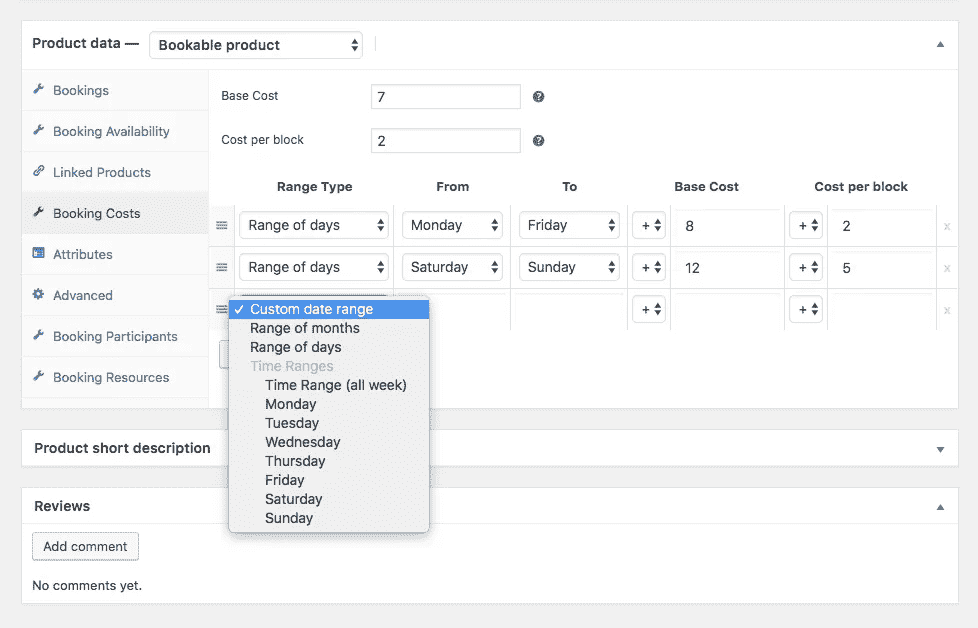 Product data — Bookable product
Bookings
Booking Availability
Linked Products
Booking Costs
Attributes
Advanced
Booking Participants
Booking Resources
Base Cost 7 ?
Cost per block 2 ?
Range Type From To Base Cost Cost per block
Range of days Monday Friday + 8 + 2 x
Range of days Saturday Sunday + 12 + 5 x
✓ Custom date range + + x
Range of months
Range of days
Time Ranges
Time Range (all week)
Monday
Tuesday
Wednesday
Thursday
Friday
Saturday
Sunday
Product short description
Reviews
Add comment
No comments yet.